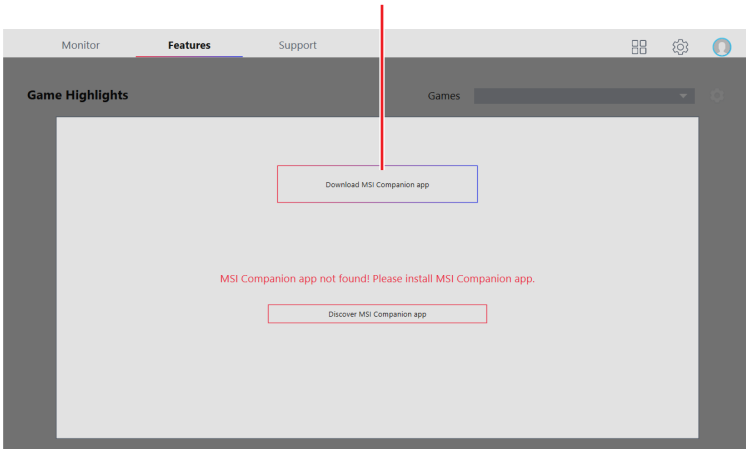 Monitor Features Support
Game Highlights Games
Download MSI Companion app
MSI Companion app not found! Please install MSI Companion app.
Discover MSI Companion app